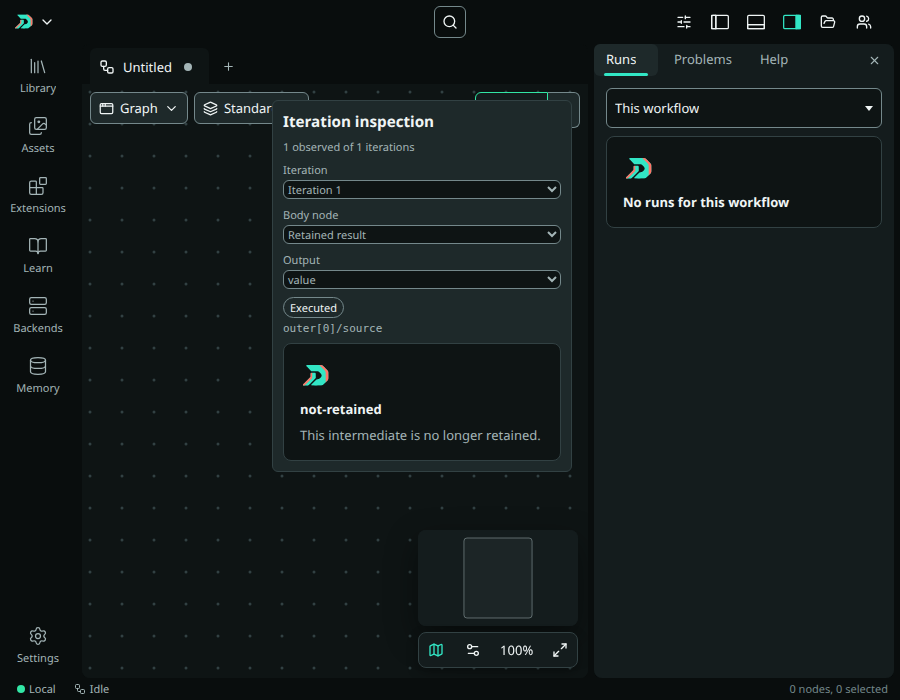 Untitled
Runs
Problems
Help
Library
Assets
Extensions
Learn
Backends
Memory
Settings
Graph
Standar
Iteration inspection
1 observed of 1 iterations
Iteration
Iteration 1
Body node
Retained result
Output
value
Executed
outer[0]/source
not-retained
This intermediate is no longer retained.
100%
This workflow
No runs for this workflow
Local
Idle
0 nodes, 0 selected